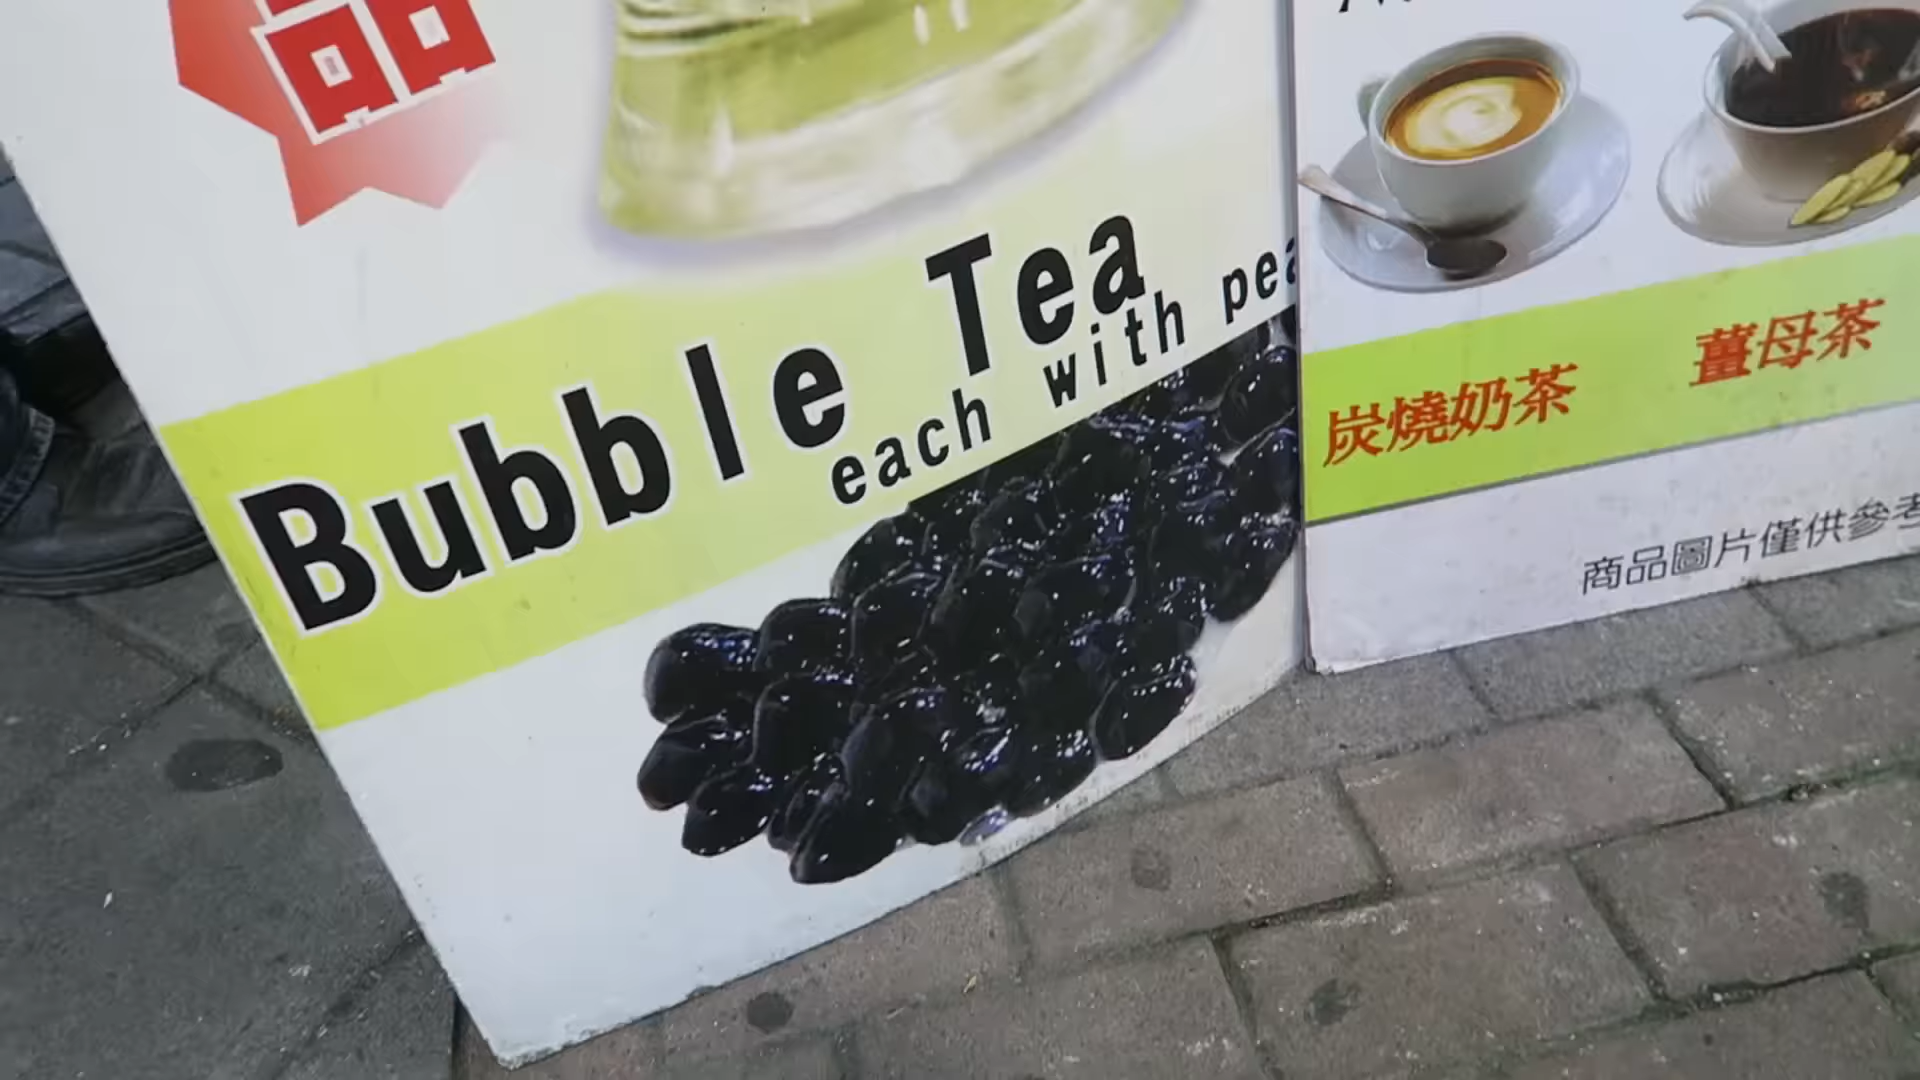 品
Bubble Tea
each with
炭燒奶茶
薑母茶
商品圖片僅供參考